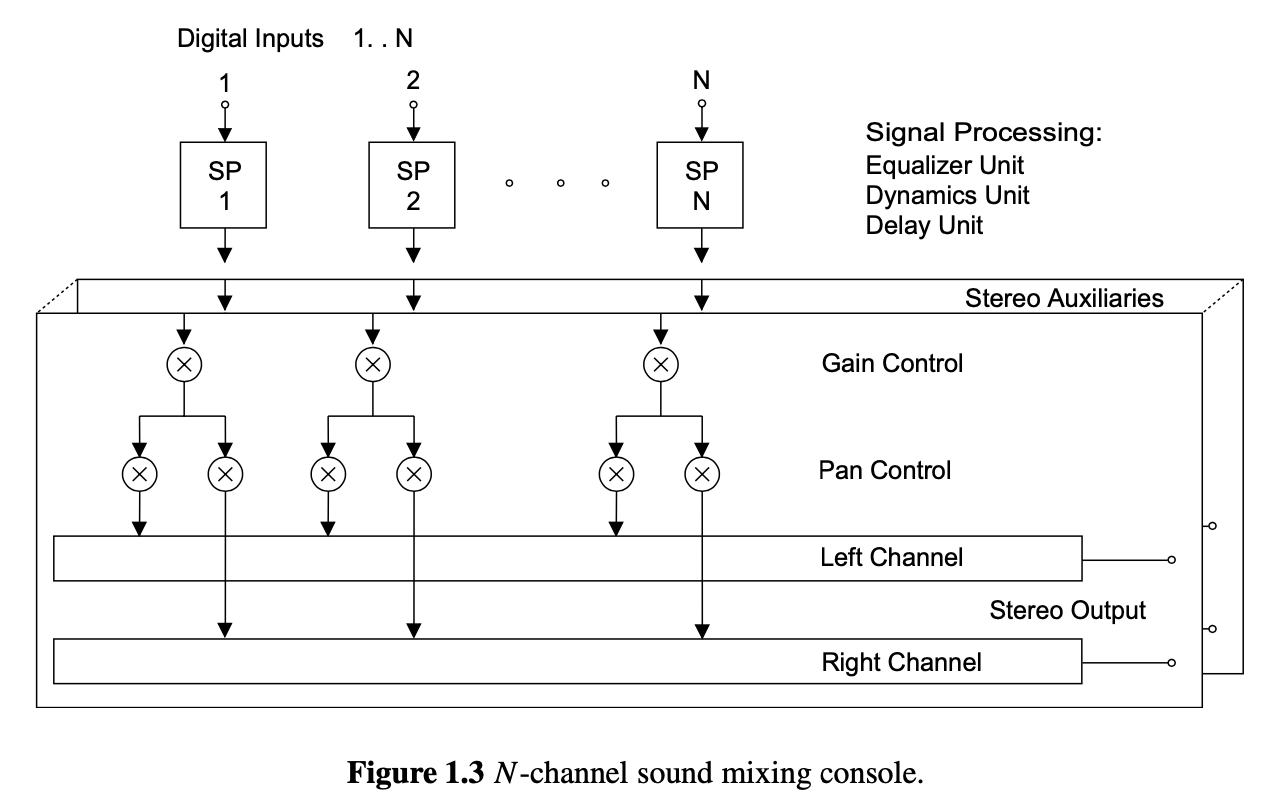 Digital Inputs 1. . N
1 2 N
Signal Processing:
SP SP SP
Equalizer Unit
1 2 N
Dynamics Unit
Delay Unit
Stereo Auxiliaries
Gain Control
Pan Control
Left Channel
Stereo Output
Right Channel
Figure 1.3 N-channel sound mixing console.